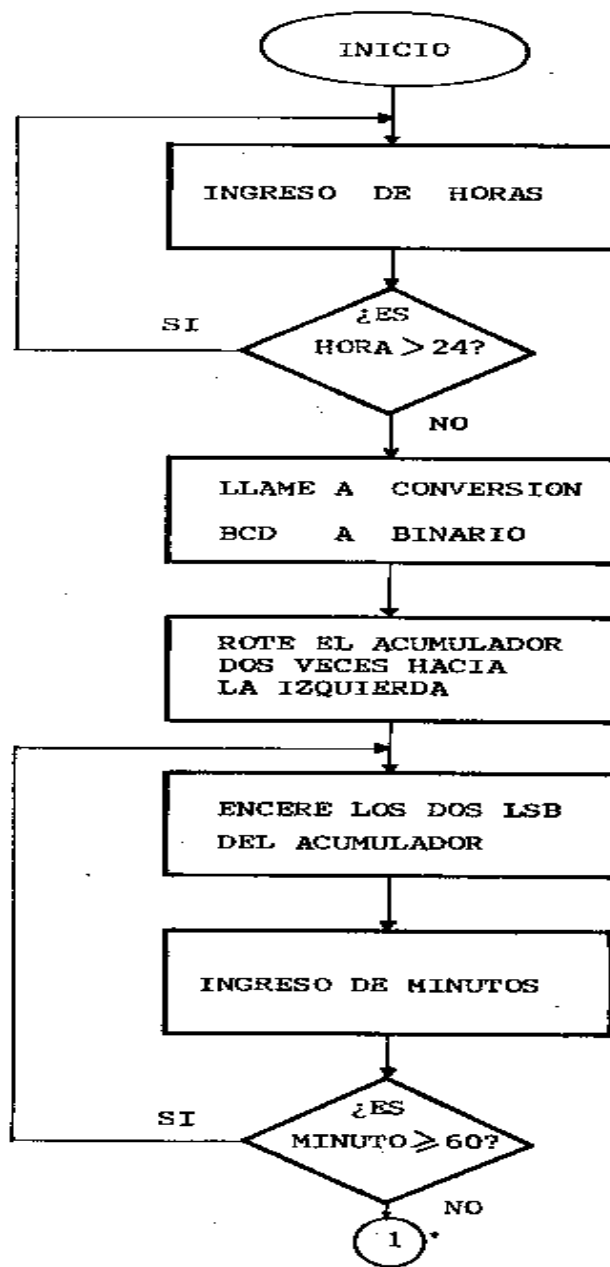 INICIO
INGRESO DE HORAS
¿ES
SI
HORA > 24?
NO
LLAME A CONVERSION
BCD A BINARIO
ROTE EL ACUMULADOR
DOS VECES HACIA
LA IZQUIERDA
ENCERE LOS DOS LSB
DEL ACUMULADOR
INGRESO DE MINUTOS
¿ES
SI
MINUTO ⩾ 60?
NO
1